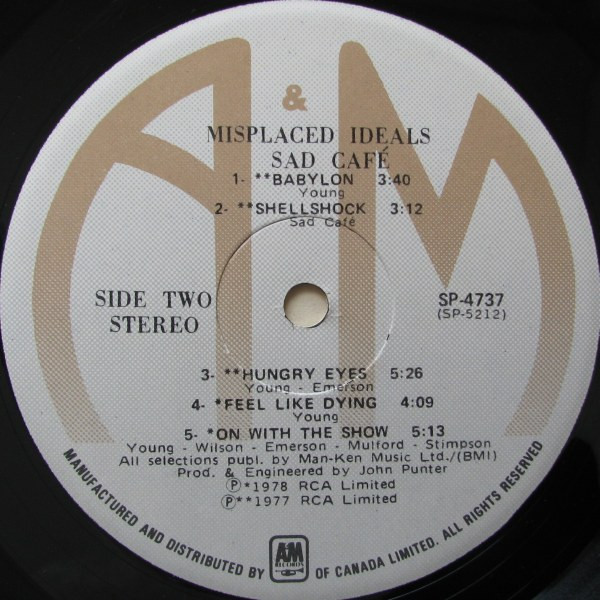 A & M
MISPLACED IDEALS
SAD CAFÉ
1- **BABYLON 3:40
Young
2- **SHELLSHOCK 3:12
Sad Café
SIDE TWO
STEREO
SP-4737
(SP-5212)
3- **HUNGRY EYES 5:26
Young - Emerson
4- *FEEL LIKE DYING 4:09
Young
5- *ON WITH THE SHOW 5:13
Young - Wilson - Emerson - Mulford - Stimpson
All selections publ. by Man-Ken Music Ltd./(BMI)
Prod. & Engineered by John Punter
Ⓟ*1978 RCA Limited
Ⓟ**1977 RCA Limited
MANUFACTURED AND DISTRIBUTED BY A&M RECORDS OF CANADA LIMITED. ALL RIGHTS RESERVED